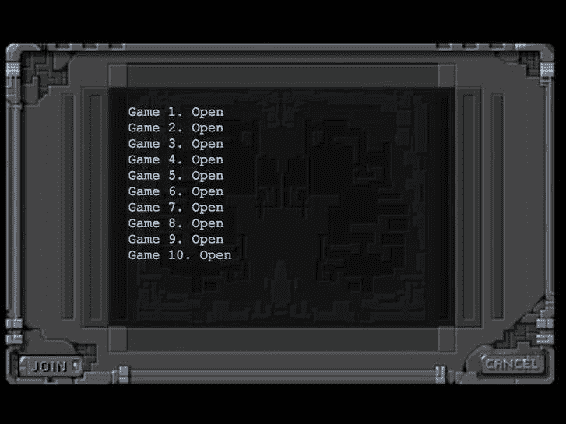 Game 1. Open
Game 2. Open
Game 3. Open
Game 4. Open
Game 5. Open
Game 6. Open
Game 7. Open
Game 8. Open
Game 9. Open
Game 10. Open
JOIN
CANCEL